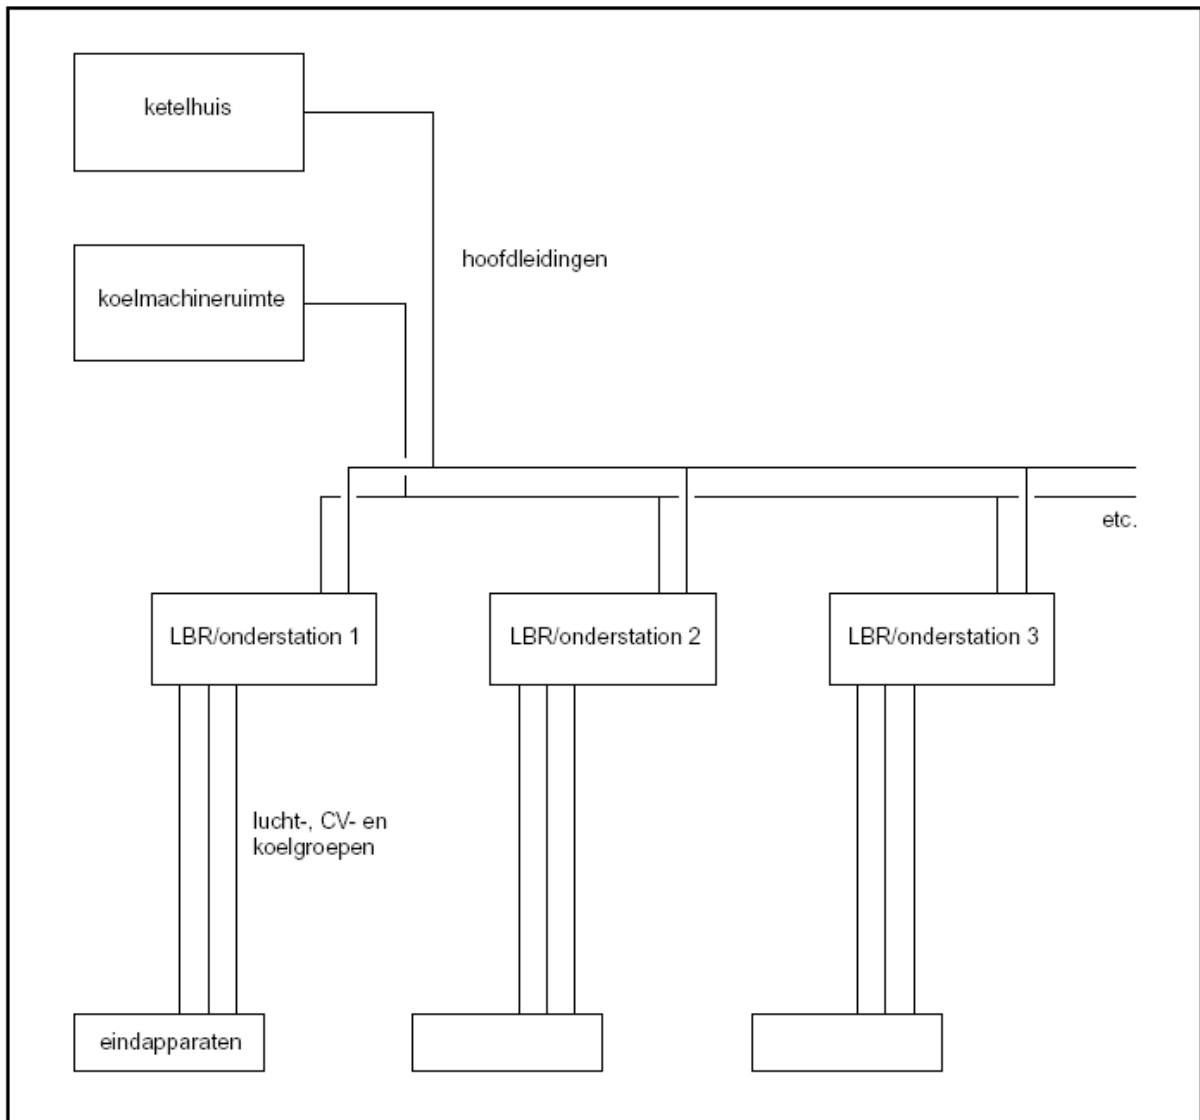 ketelhuis
hoofdleidingen
koelmachineruimte
etc.
LBR/onderstation 1
LBR/onderstation 2
LBR/onderstation 3
lucht-, CV- en
koelgroepen
eindapparaten